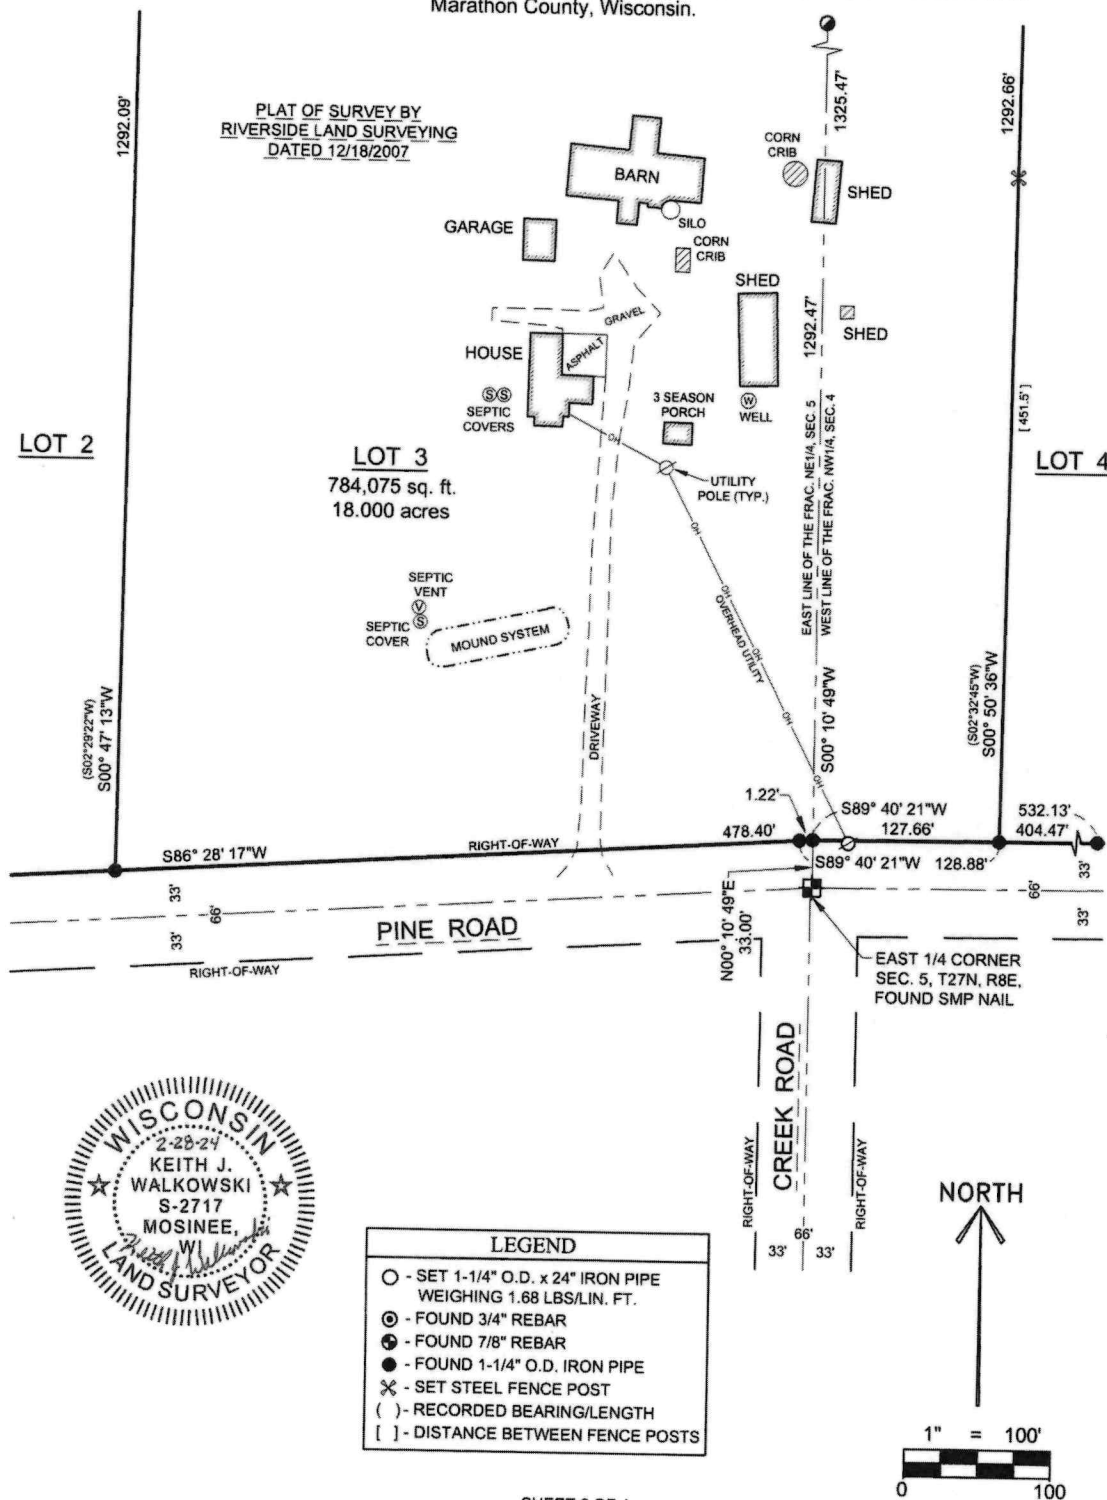 Marathon County, Wisconsin.
1292.09'
PLAT OF SURVEY BY
RIVERSIDE LAND SURVEYING
DATED 12/18/2007
1325.47'
1292.66'
BARN
CORN
CRIB
SHED
SILO
GARAGE
CORN
CRIB
SHED
GRAVEL
1292.47'
SHED
HOUSE
ASPHALT
S S
SEPTIC
COVERS
3 SEASON
PORCH
W
WELL
[ 451.5' ]
LOT 2
LOT 3
784,075 sq. ft.
18.000 acres
LOT 4
OH
UTILITY
POLE (TYP.)
EAST LINE OF THE FRAC. NE1/4, SEC. 5
WEST LINE OF THE FRAC. NW1/4, SEC. 4
OH
OH
OVERHEAD UTILITY
OH
OH
OH
SEPTIC
VENT
V
S
SEPTIC
COVER
MOUND SYSTEM
DRIVEWAY
(S02°29'22"W)
S00° 47' 13"W
S00° 10' 49"W
(S02°32'45"W)
S00° 50' 36"W
1.22'
S89° 40' 21"W
532.13'
478.40'
127.66'
404.47'
S86° 28' 17"W
RIGHT-OF-WAY
S89° 40' 21"W
128.88'
33'
66'
33'
33'
66'
33'
N00° 10' 49"E
33.00'
PINE ROAD
RIGHT-OF-WAY
EAST 1/4 CORNER
SEC. 5, T27N, R8E,
FOUND SMP NAIL
CREEK ROAD
RIGHT-OF-WAY
RIGHT-OF-WAY
66'
33'
33'
WISCONSIN
2-28-24
KEITH J.
WALKOWSKI
S-2717
MOSINEE,
WI
LAND SURVEYOR
NORTH
LEGEND
- SET 1-1/4" O.D. x 24" IRON PIPE
WEIGHING 1.68 LBS/LIN. FT.
- FOUND 3/4" REBAR
- FOUND 7/8" REBAR
- FOUND 1-1/4" O.D. IRON PIPE
- SET STEEL FENCE POST
( ) - RECORDED BEARING/LENGTH
[ ] - DISTANCE BETWEEN FENCE POSTS
1" = 100'
0 100